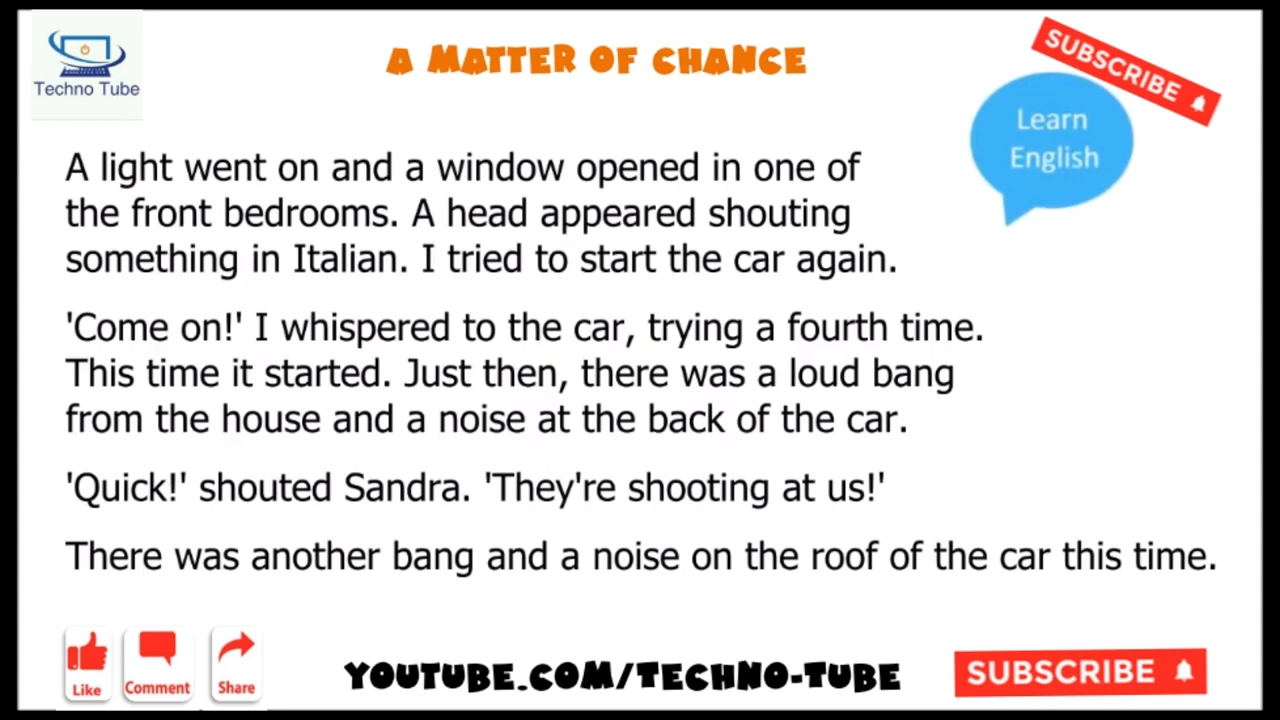 Techno Tube
A MATTER OF CHANCE
SUBSCRIBE
Learn
English
A light went on and a window opened in one of
the front bedrooms. A head appeared shouting
something in Italian. I tried to start the car again.
'Come on!' I whispered to the car, trying a fourth time.
This time it started. Just then, there was a loud bang
from the house and a noise at the back of the car.
'Quick!' shouted Sandra. 'They're shooting at us!'
There was another bang and a noise on the roof of the car this time.
Like
Comment
Share
YOUTUBE.COM/TECHNO-TUBE
SUBSCRIBE